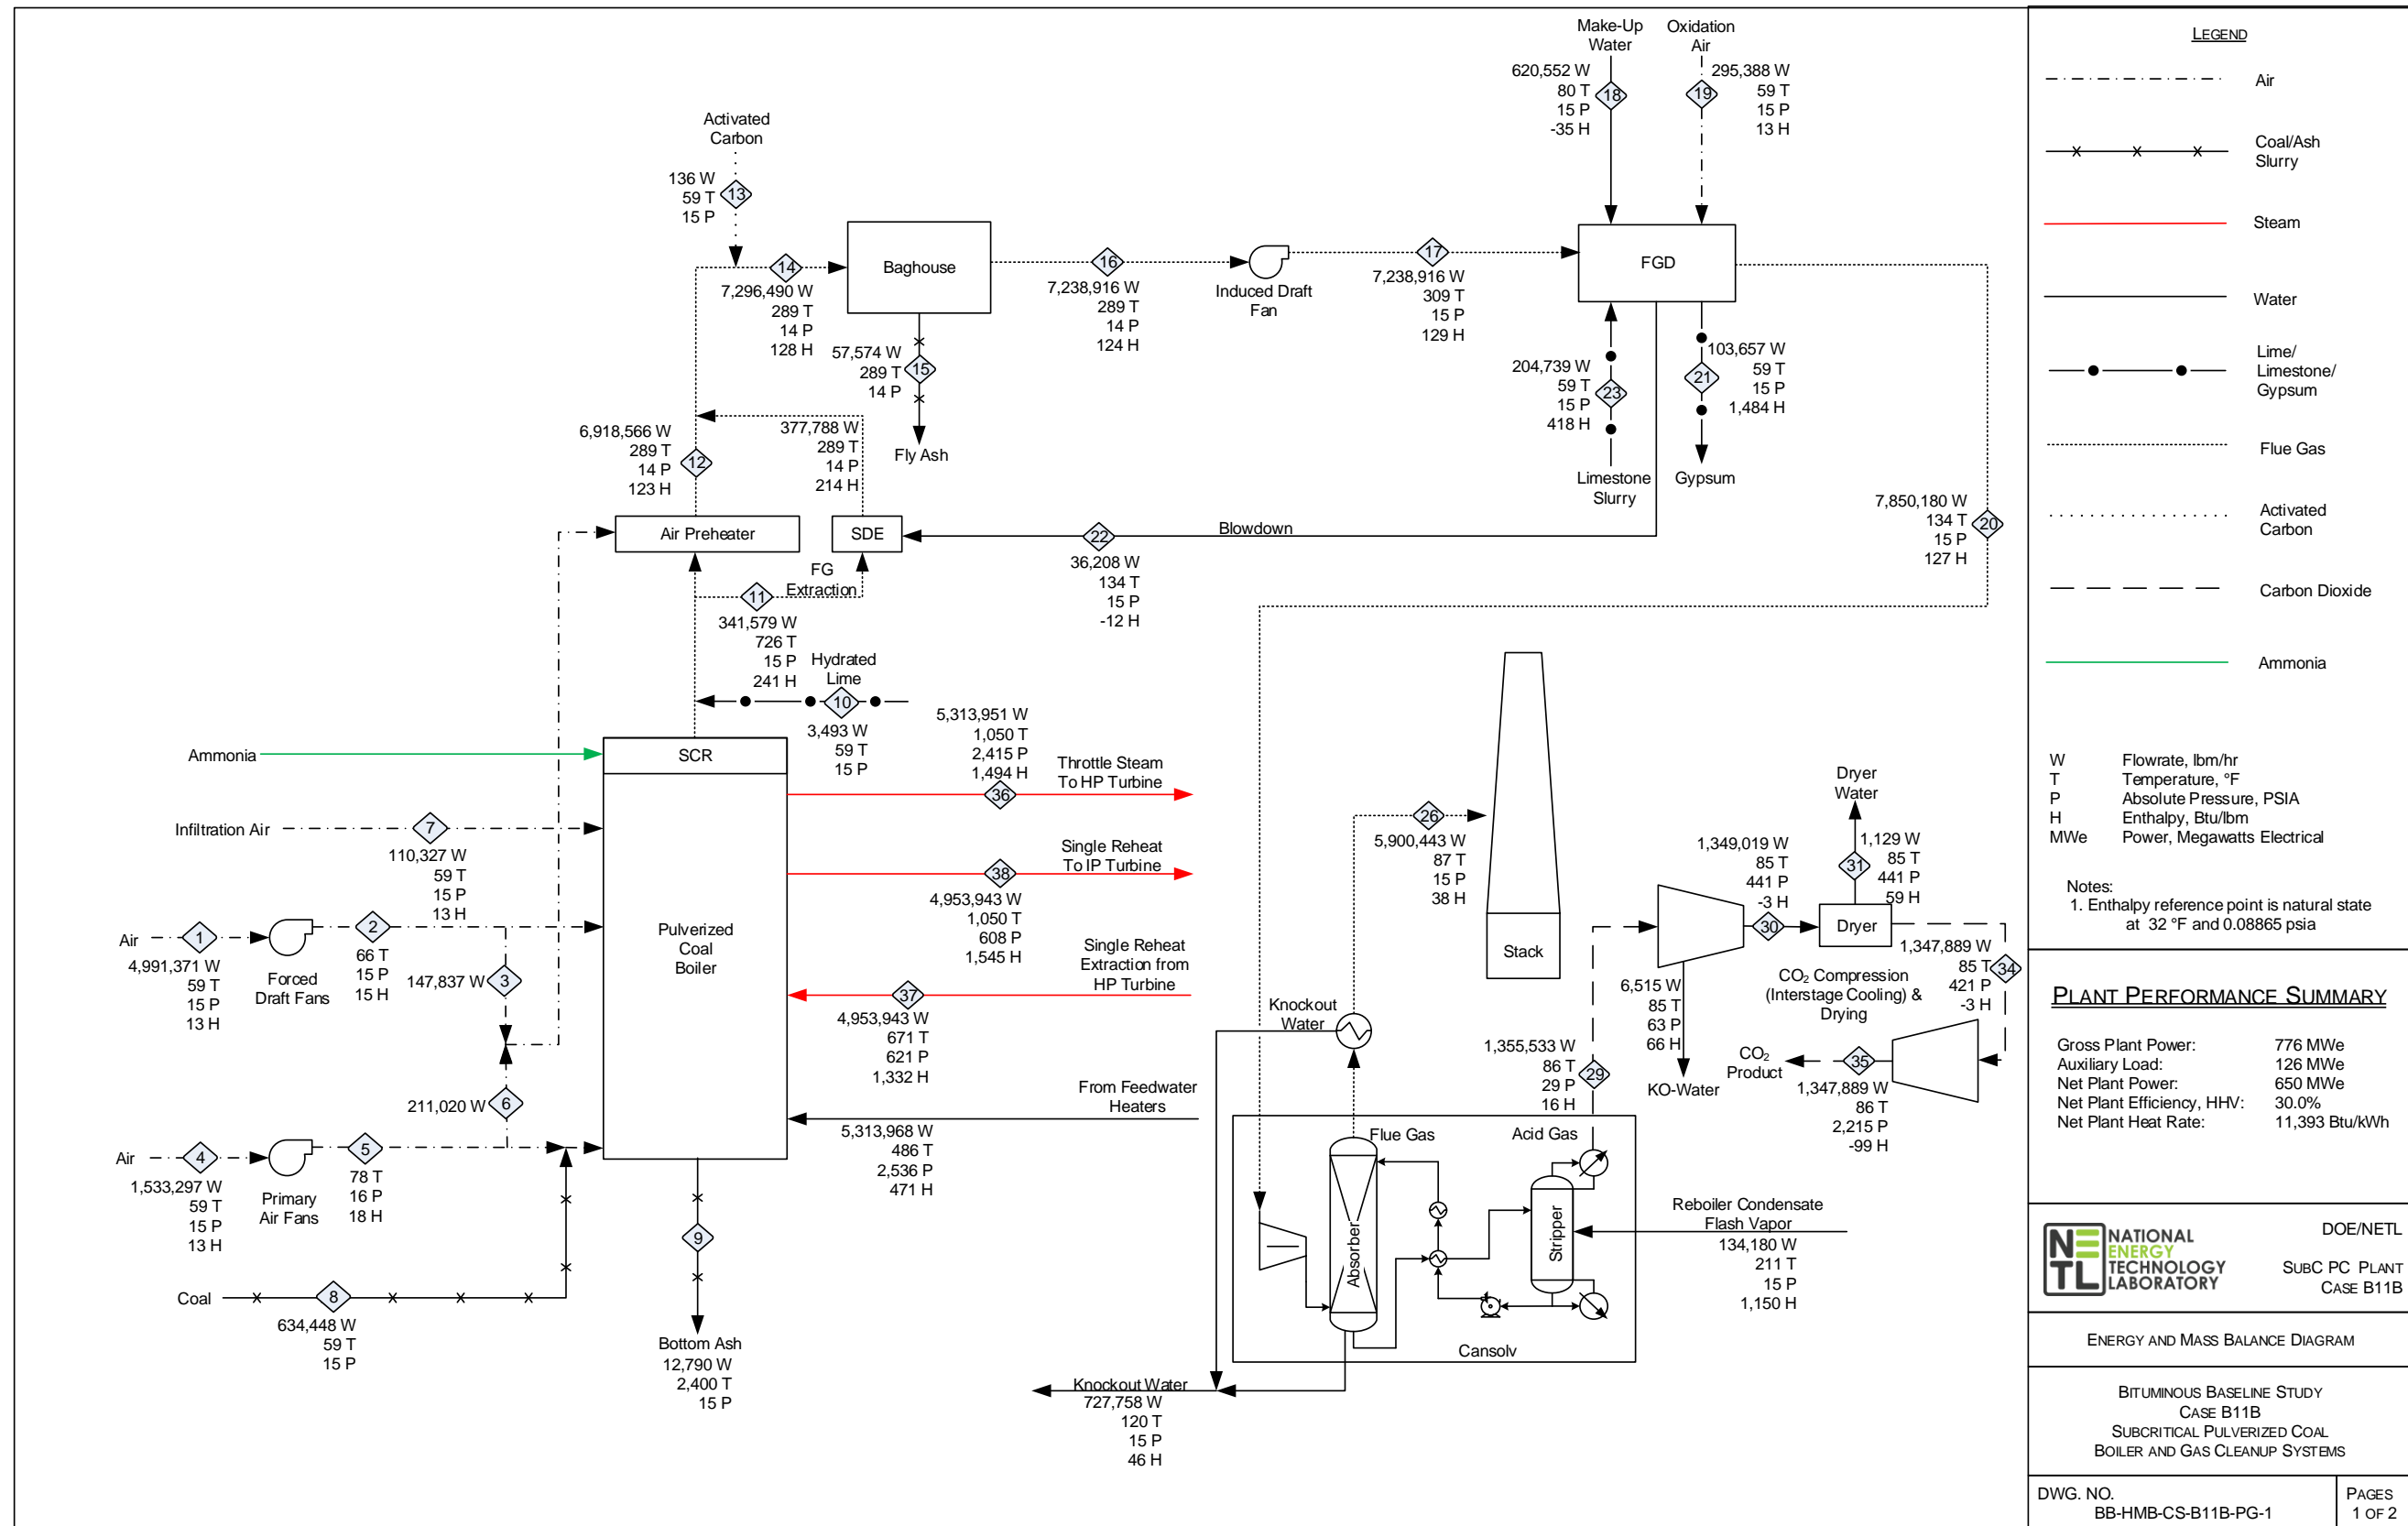 Make-Up
Water
620,552 W
80 T
15 P
-35 H
18
Oxidation
Air
295,388 W
59 T
15 P
13 H
19
Activated
Carbon
136 W
59 T
15 P
13
14
7,296,490 W
289 T
14 P
128 H
Baghouse
16
7,238,916 W
289 T
14 P
124 H
Induced Draft
Fan
17
7,238,916 W
309 T
15 P
129 H
FGD
57,574 W
289 T
14 P
15
Fly Ash
204,739 W
59 T
15 P
418 H
23
Limestone
Slurry
103,657 W
59 T
15 P
1,484 H
21
Gypsum
6,918,566 W
289 T
14 P
123 H
12
377,788 W
289 T
14 P
214 H
Air Preheater
SDE
22
Blowdown
36,208 W
134 T
15 P
-12 H
7,850,180 W
134 T
15 P
127 H
20
FG
Extraction
11
341,579 W
726 T
15 P
241 H
Hydrated
Lime
10
3,493 W
59 T
15 P
Ammonia
SCR
5,313,951 W
1,050 T
2,415 P
1,494 H
36
Throttle Steam
To HP Turbine
Infiltration Air
7
110,327 W
59 T
15 P
13 H
Single Reheat
To IP Turbine
38
4,953,943 W
1,050 T
608 P
1,545 H
Air
1
4,991,371 W
59 T
15 P
13 H
Forced
Draft Fans
2
66 T
15 P
15 H
147,837 W
3
Pulverized
Coal
Boiler
Single Reheat
Extraction from
HP Turbine
37
4,953,943 W
671 T
621 P
1,332 H
211,020 W
6
From Feedwater
Heaters
5,313,968 W
486 T
2,536 P
471 H
Air
4
1,533,297 W
59 T
15 P
13 H
Primary
Air Fans
5
78 T
16 P
18 H
Coal
8
634,448 W
59 T
15 P
9
Bottom Ash
12,790 W
2,400 T
15 P
26
5,900,443 W
87 T
15 P
38 H
Stack
Knockout
Water
1,355,533 W
86 T
29 P
16 H
29
1,349,019 W
85 T
441 P
-3 H
30
Dryer
Water
1,129 W
85 T
441 P
59 H
31
Dryer
6,515 W
85 T
63 P
66 H
KO-Water
CO2 Compression
(Interstage Cooling) &
Drying
1,347,889 W
85 T
421 P
-3 H
34
CO2
Product
35
1,347,889 W
86 T
2,215 P
-99 H
Flue Gas
Acid Gas
Absorber
Stripper
Cansolv
Reboiler Condensate
Flash Vapor
134,180 W
211 T
15 P
1,150 H
Knockout Water
727,758 W
120 T
15 P
46 H
LEGEND
Air
Coal/Ash
Slurry
Steam
Water
Lime/
Limestone/
Gypsum
Flue Gas
Activated
Carbon
Carbon Dioxide
Ammonia
W Flowrate, lbm/hr
T Temperature, °F
P Absolute Pressure, PSIA
H Enthalpy, Btu/lbm
MWe Power, Megawatts Electrical
Notes:
1. Enthalpy reference point is natural state
at 32 °F and 0.08865 psia
PLANT PERFORMANCE SUMMARY
Gross Plant Power: 776 MWe
Auxiliary Load: 126 MWe
Net Plant Power: 650 MWe
Net Plant Efficiency, HHV: 30.0%
Net Plant Heat Rate: 11,393 Btu/kWh
NE
TL
NATIONAL
ENERGY
TECHNOLOGY
LABORATORY
DOE/NETL
SUBC PC PLANT
CASE B11B
ENERGY AND MASS BALANCE DIAGRAM
BITUMINOUS BASELINE STUDY
CASE B11B
SUBCRITICAL PULVERIZED COAL
BOILER AND GAS CLEANUP SYSTEMS
DWG. NO.
BB-HMB-CS-B11B-PG-1
PAGES
1 OF 2